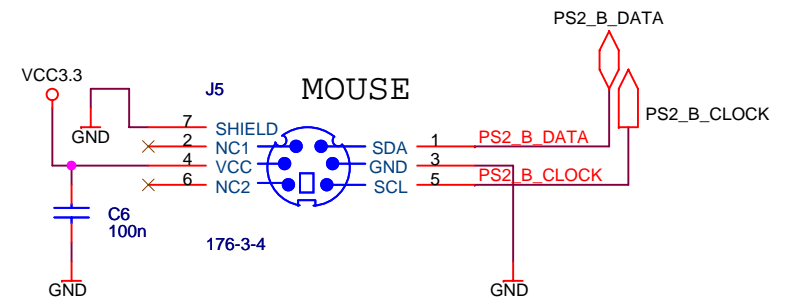 PS2_B_DATA
VCC3.3
J5
MOUSE
PS2_B_CLOCK
GND
7 SHIELD
2 NC1 SDA 1 PS2_B_DATA
4 VCC GND 3
6 NC2 SCL 5 PS2_B_CLOCK
C6
100n
176-3-4
GND GND